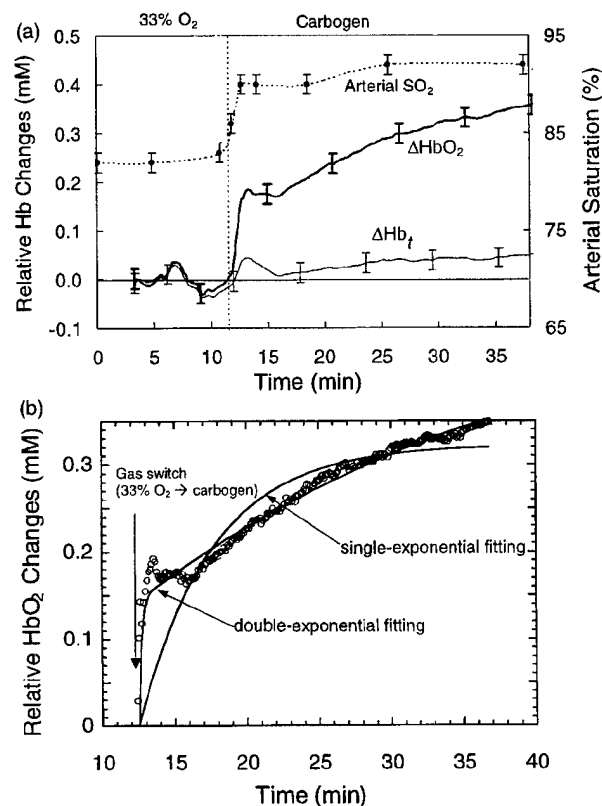 (a)
33% O2
Carbogen
Relative Hb Changes (mM)
0.5
0.4
0.3
0.2
0.1
0.0
-0.1
Arterial SO2
ΔHbO2
ΔHbt
95
85
75
65
Arterial Saturation (%)
0 5 10 15 20 25 30 35
Time (min)
(b)
Relative HbO2 Changes (mM)
0.3
0.2
0.1
0
Gas switch
(33% O2 → carbogen)
single-exponential fitting
double-exponential fitting
10 15 20 25 30 35 40
Time (min)